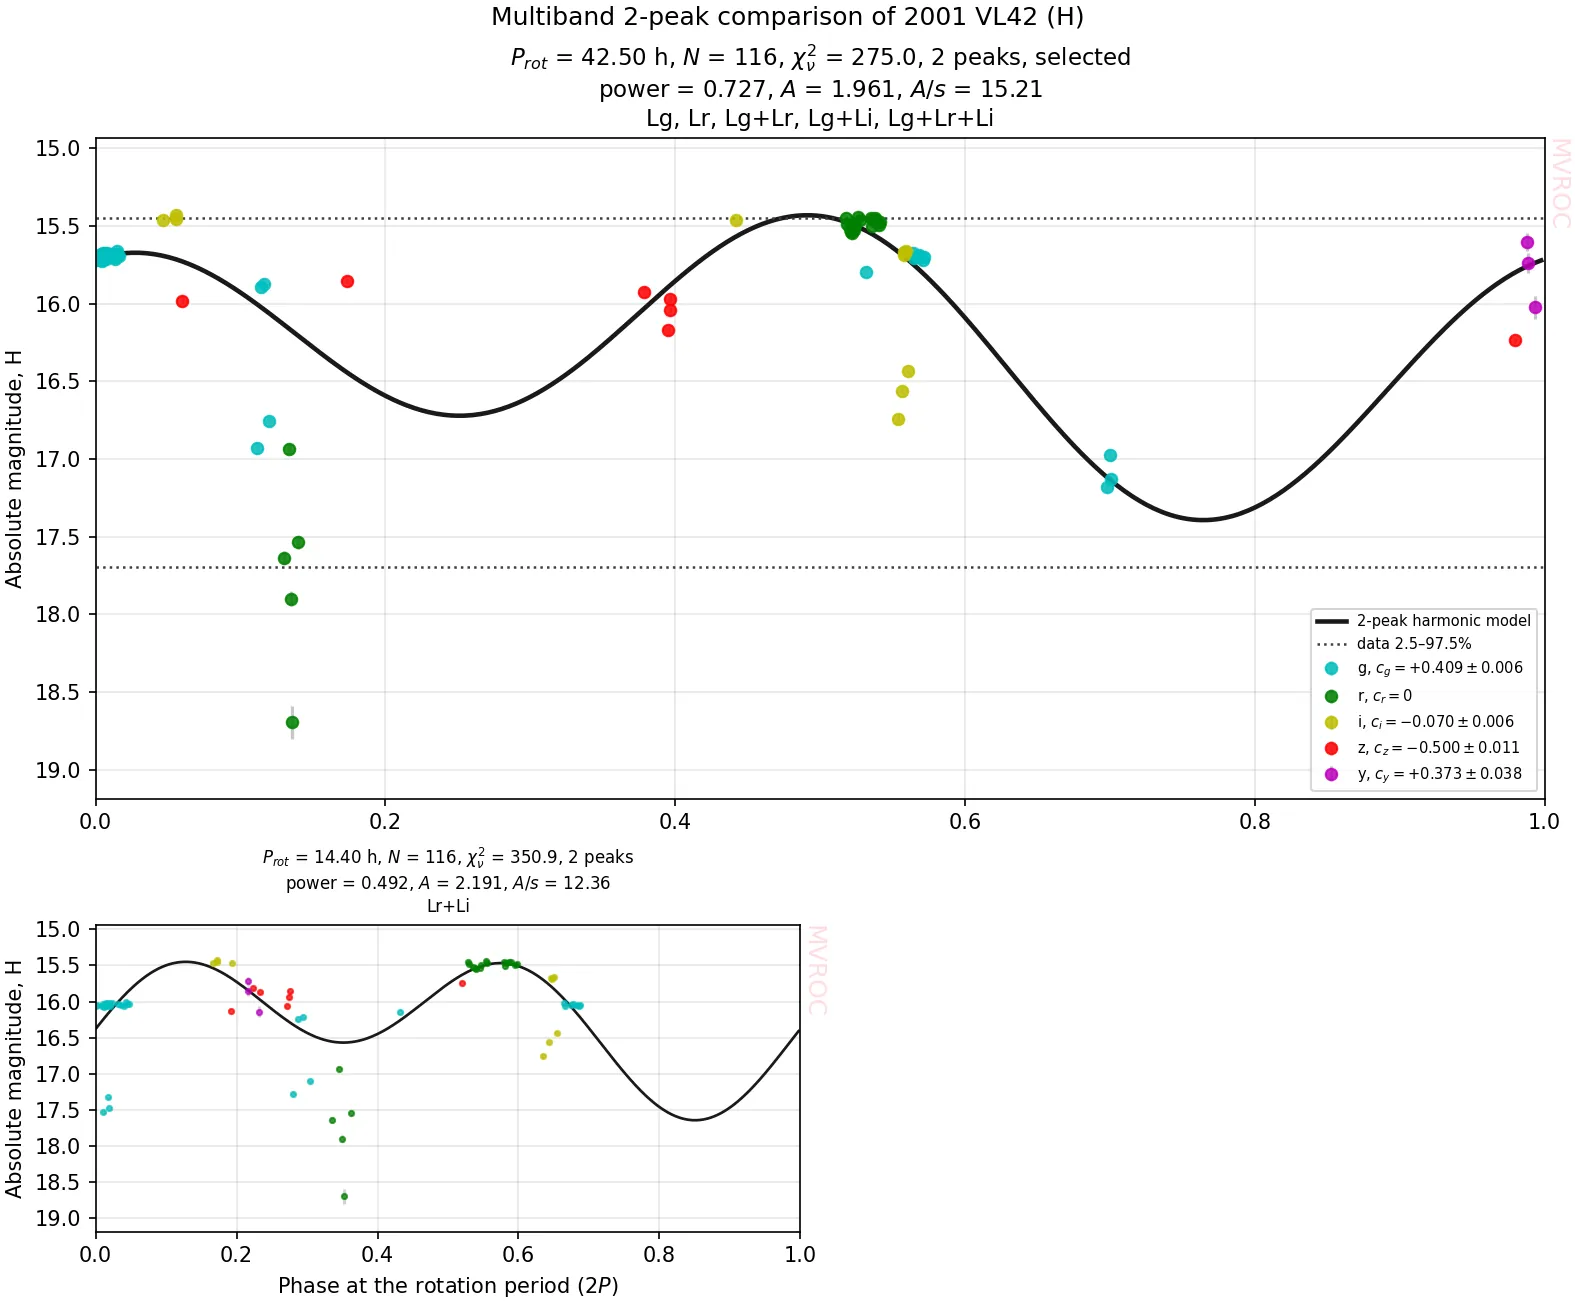 Multiband 2-peak comparison of 2001 VL42 (H)
P_rot = 42.50 h, N = 116, χ²_ν = 275.0, 2 peaks, selected
power = 0.727, A = 1.961, A/s = 15.21
Lg, Lr, Lg+Lr, Lg+Li, Lg+Lr+Li
MVROC
Absolute magnitude, H
15.0
15.5
16.0
16.5
17.0
17.5
18.0
18.5
19.0
2-peak harmonic model
data 2.5–97.5%
g, c_g = +0.409 ± 0.006
r, c_r = 0
i, c_i = −0.070 ± 0.006
z, c_z = −0.500 ± 0.011
y, c_y = +0.373 ± 0.038
0.0 0.2 0.4 0.6 0.8 1.0
P_rot = 14.40 h, N = 116, χ²_ν = 350.9, 2 peaks
power = 0.492, A = 2.191, A/s = 12.36
Lr+Li
MVROC
Absolute magnitude, H
15.0
15.5
16.0
16.5
17.0
17.5
18.0
18.5
19.0
0.0 0.2 0.4 0.6 0.8 1.0
Phase at the rotation period (2P)